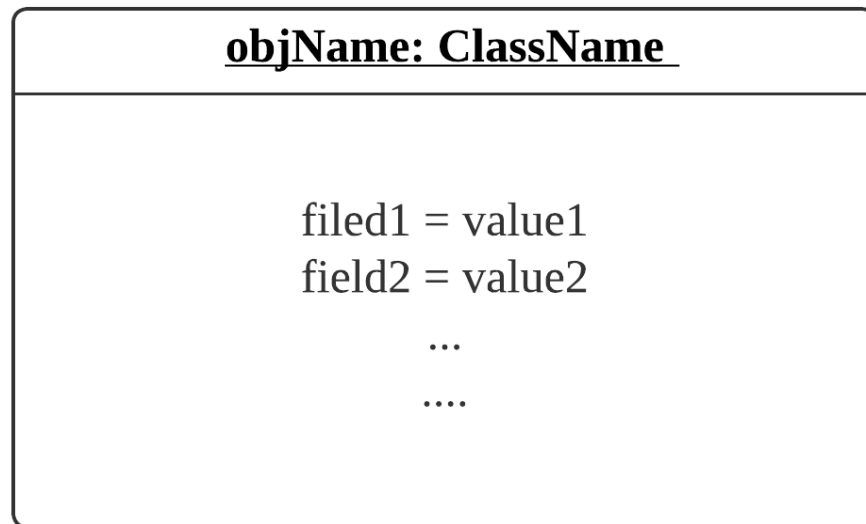 objName: ClassName
filed1 = value1
field2 = value2
...
....